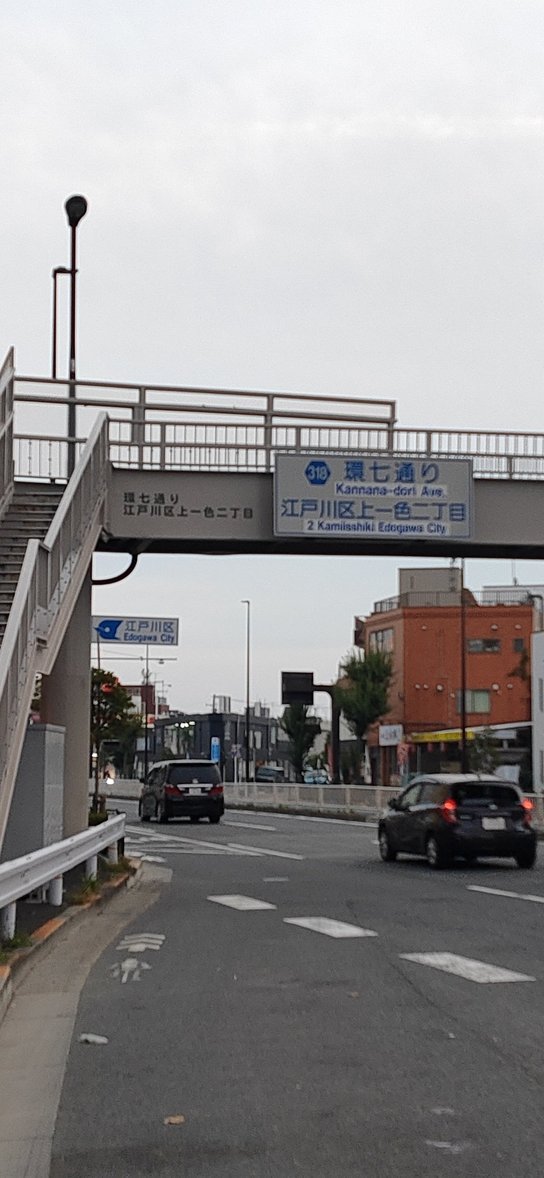 318 環七通り
Kannana-dori Ave.
江戸川区上一色二丁目
2 Kamiisshiki Edogawa City
環七通り
江戸川区上一色二丁目
江戸川区
Edogawa City